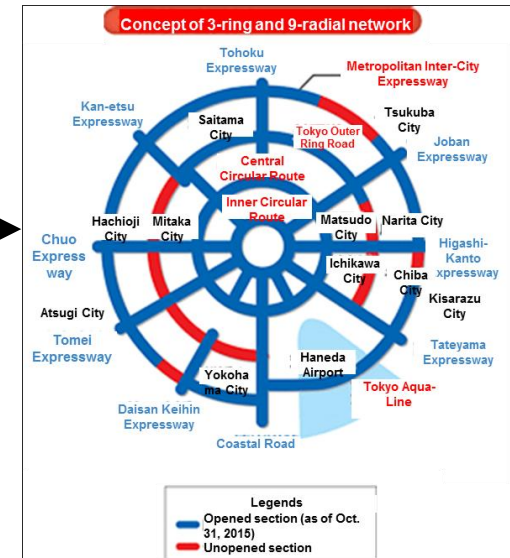 Concept of 3-ring and 9-radial network
Tohoku
Expressway
Metropolitan Inter-City
Expressway
Kan-etsu
Expressway
Saitama
City
Tokyo Outer
Ring Road
Tsukuba
City
Joban
Expressway
Central
Circular Route
Inner Circular
Route
Hachioji
City
Mitaka
City
Matsudo
City
Narita City
Chuo
Express
way
Higashi-
Kanto
xpressway
Ichikawa
City
Chiba
City
Kisarazu
City
Atsugi City
Tomei
Expressway
Tateyama
Expressway
Haneda
Airport
Yokoha
ma City
Tokyo Aqua-
Line
Daisan Keihin
Expressway
Coastal Road
Legends
Opened section (as of Oct.
31, 2015)
Unopened section